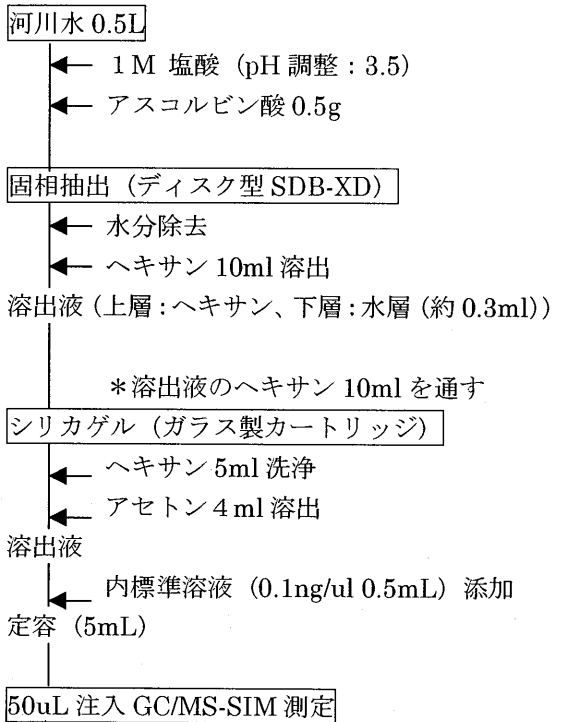 河川水 0.5L
1M 塩酸（pH 調整：3.5）
アスコルビン酸 0.5g
固相抽出（ディスク型 SDB-XD）
水分除去
ヘキサン 10ml 溶出
溶出液（上層：ヘキサン、下層：水層（約 0.3ml））
＊溶出液のヘキサン 10ml を通す
シリカゲル（ガラス製カートリッジ）
ヘキサン 5ml 洗浄
アセトン 4ml 溶出
溶出液
内標準溶液（0.1ng/ul 0.5mL）添加
定容（5mL）
50uL 注入 GC/MS-SIM 測定